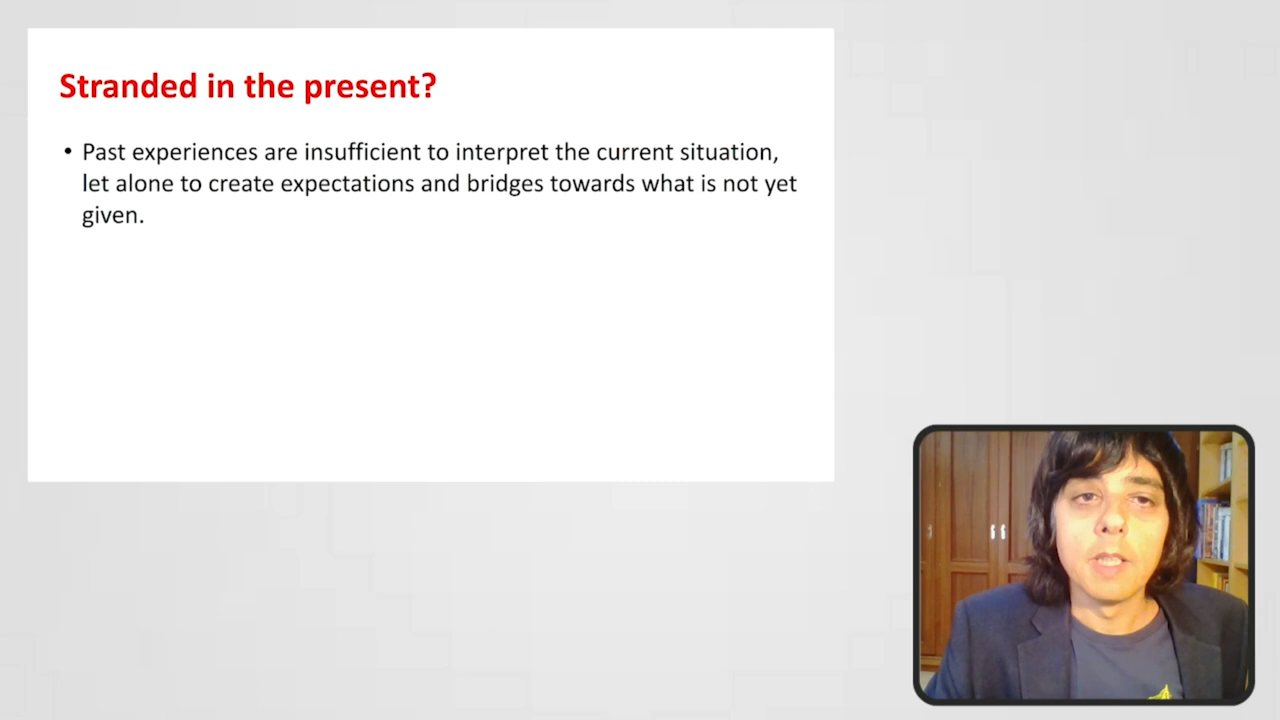 Stranded in the present?
• Past experiences are insufficient to interpret the current situation,
let alone to create expectations and bridges towards what is not yet
given.